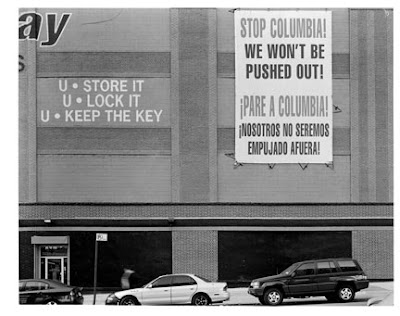 ay
S
U • STORE IT
U • LOCK IT
U • KEEP THE KEY
STOP COLUMBIA!
WE WON'T BE
PUSHED OUT!
¡PARE A COLUMBIA!
¡NOSOTROS NO SEREMOS
EMPUJADO AFUERA!